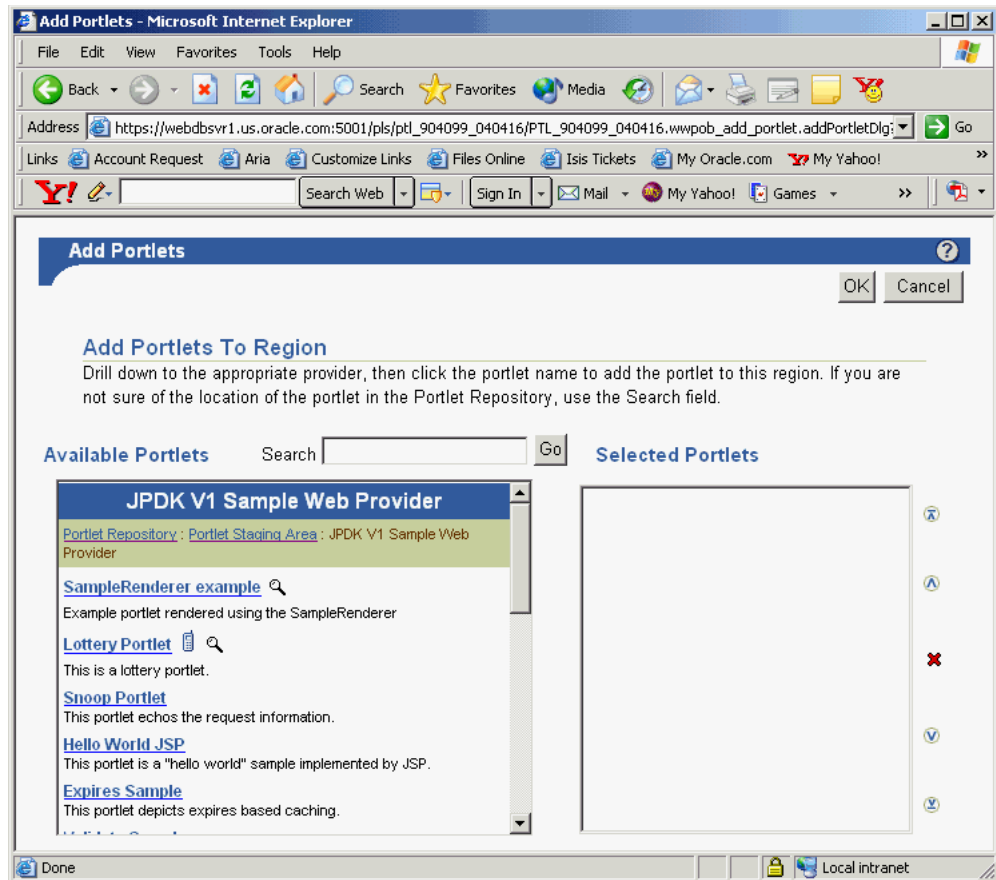 Add Portlets - Microsoft Internet Explorer
File Edit View Favorites Tools Help
Back Search Favorites Media
Address https://webdbsvr1.us.oracle.com:5001/pls/ptl_904099_040416/PTL_904099_040416.wwpob_add_portlet.addPortletDlg? Go
Links Account Request Aria Customize Links Files Online Isis Tickets My Oracle.com My Yahoo! »
Y! Search Web Sign In Mail My Yahoo! Games »
Add Portlets ?
OK Cancel
Add Portlets To Region
Drill down to the appropriate provider, then click the portlet name to add the portlet to this region. If you are
not sure of the location of the portlet in the Portlet Repository, use the Search field.
Available Portlets Search Go Selected Portlets
JPDK V1 Sample Web Provider
Portlet Repository : Portlet Staging Area : JPDK V1 Sample Web
Provider
SampleRenderer example
Example portlet rendered using the SampleRenderer
Lottery Portlet
This is a lottery portlet.
Snoop Portlet
This portlet echos the request information.
Hello World JSP
This portlet is a "hello world" sample implemented by JSP.
Expires Sample
This portlet depicts expires based caching.
Done Local intranet